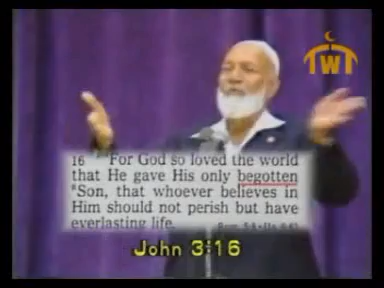 TWT
16 For God so loved the world
that He gave His only begotten
Son, that whoever believes in
Him should not perish but have
everlasting life.
John 3:16